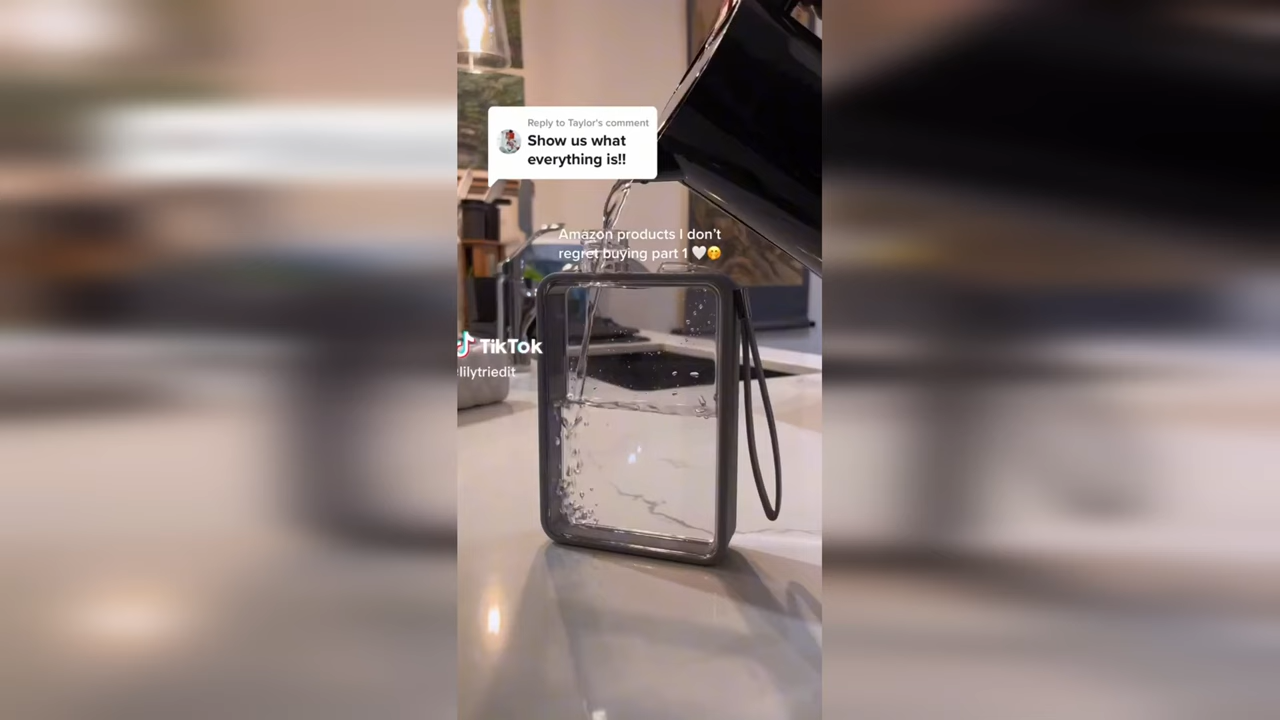 Reply to Taylor's comment
Show us what
everything is!!
Amazon products I don't
regret buying part 1 🤍🤭
TikTok
@lilytriedit